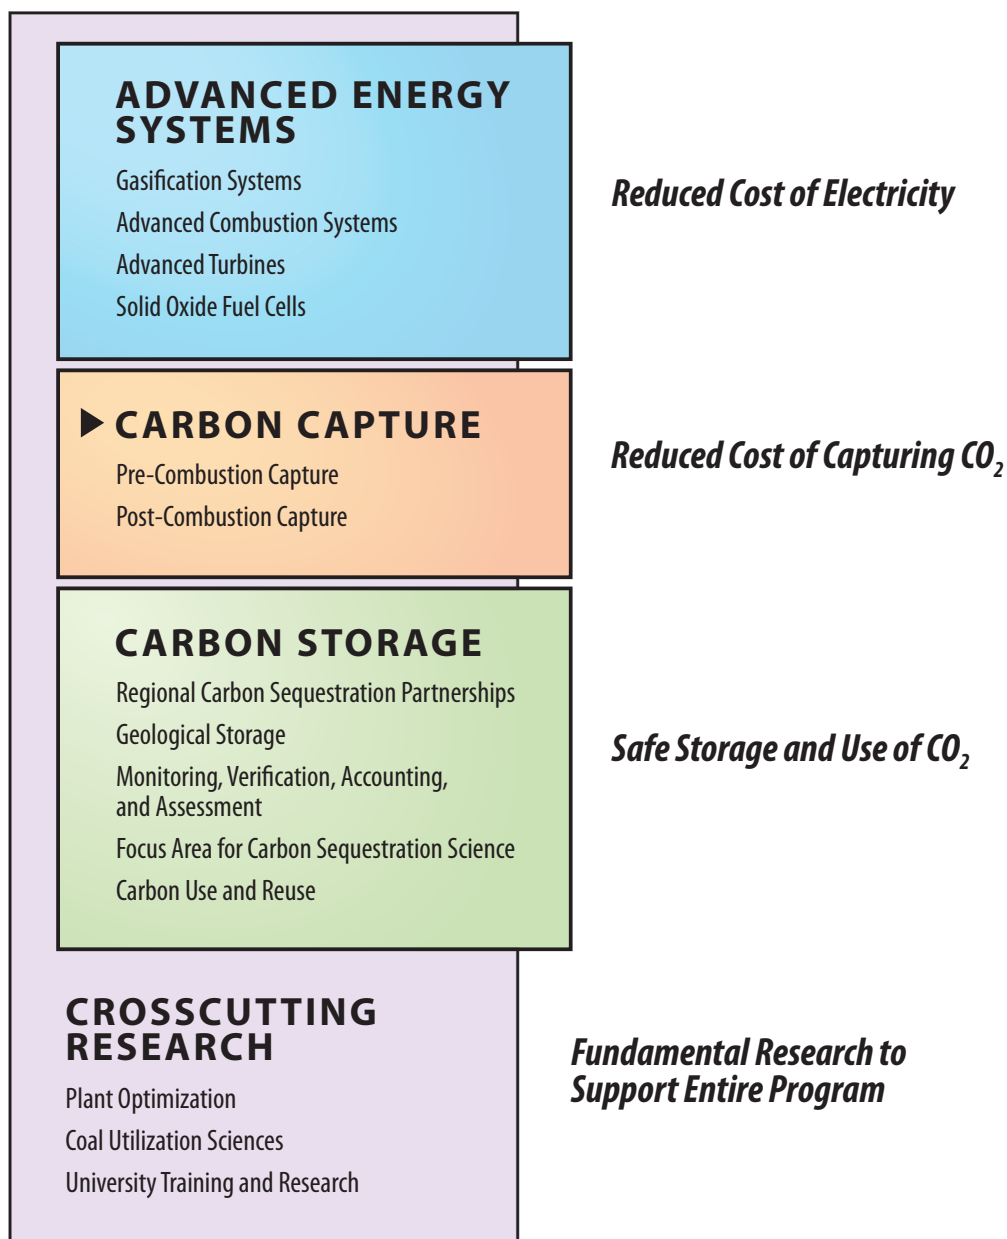 ADVANCED ENERGY
SYSTEMS
Gasification Systems
Advanced Combustion Systems
Advanced Turbines
Solid Oxide Fuel Cells
Reduced Cost of Electricity
CARBON CAPTURE
Pre-Combustion Capture
Post-Combustion Capture
Reduced Cost of Capturing CO₂
CARBON STORAGE
Regional Carbon Sequestration Partnerships
Geological Storage
Monitoring, Verification, Accounting,
and Assessment
Focus Area for Carbon Sequestration Science
Carbon Use and Reuse
Safe Storage and Use of CO₂
CROSSCUTTING
RESEARCH
Plant Optimization
Coal Utilization Sciences
University Training and Research
Fundamental Research to
Support Entire Program